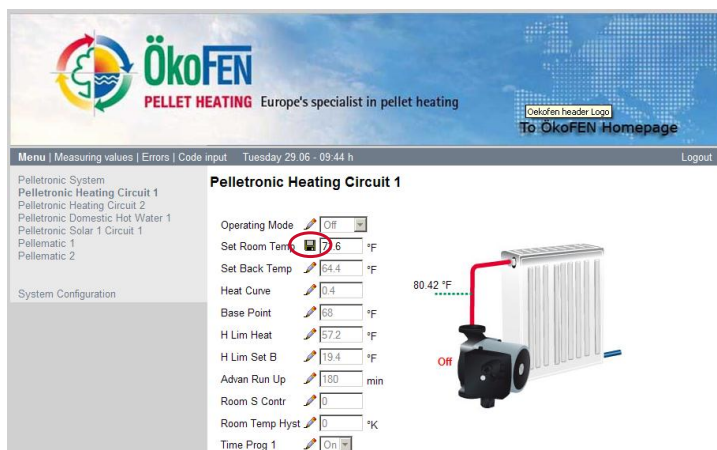 ÖkoFEN
PELLET HEATING Europe's specialist in pellet heating
Oekofen header Logo
To ÖkoFEN Homepage
Menu | Measuring values | Errors | Code input Tuesday 29.06 - 09:44 h Logout
Pelletronic System
Pelletronic Heating Circuit 1
Pelletronic Heating Circuit 2
Pelletronic Domestic Hot Water 1
Pelletronic Solar 1 Circuit 1
Pellematic 1
Pellematic 2
System Configuration
Pelletronic Heating Circuit 1
Operating Mode Off
Set Room Temp °F
Set Back Temp 64.4 °F
Heat Curve 0.4
Base Point 68 °F
H Lim Heat 57.2 °F
H Lim Set B 19.4 °F
Advan Run Up 180 min
Room S Contr 0
Room Temp Hyst 0 °K
Time Prog 1 On
80.42 °F
Off